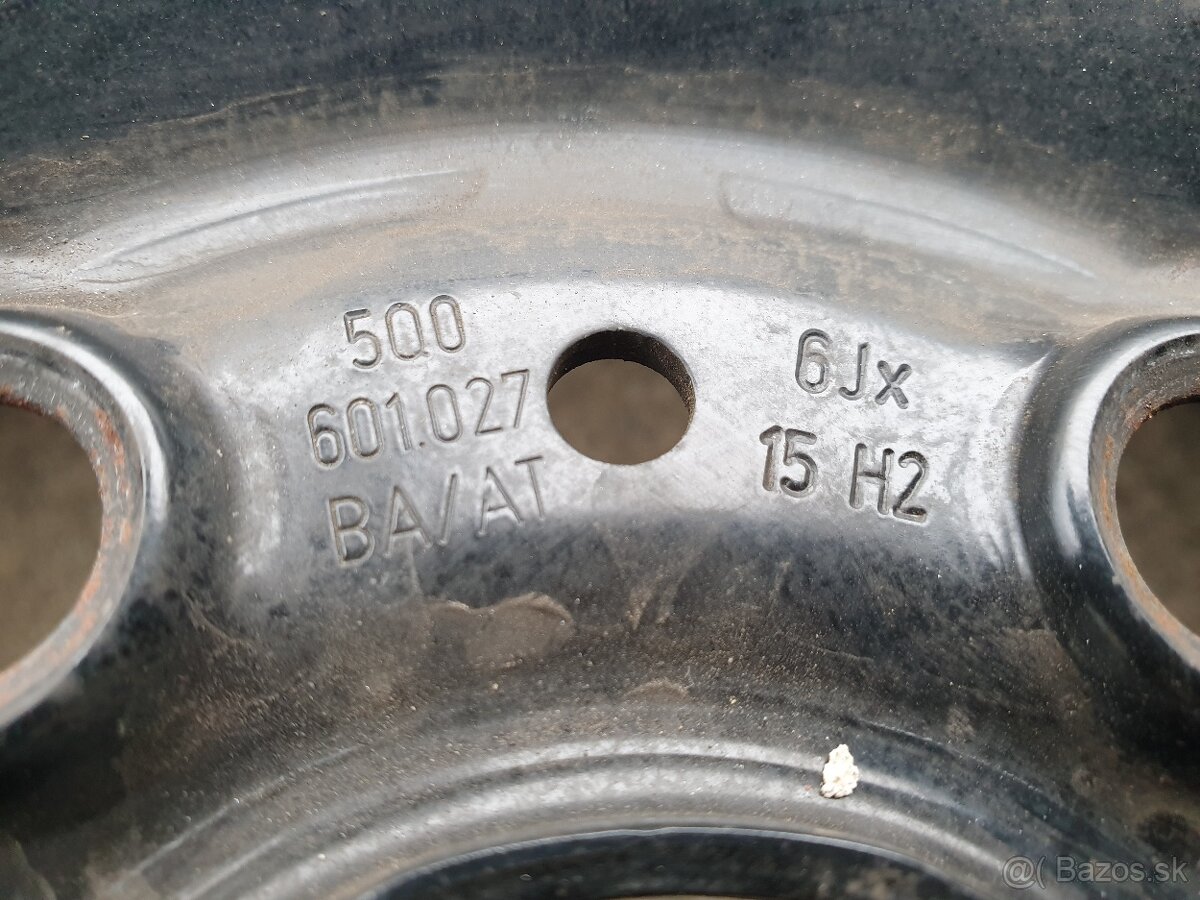 5Q0
601.027
BA/AT
6Jx
15 H2
@( Bazos.sk